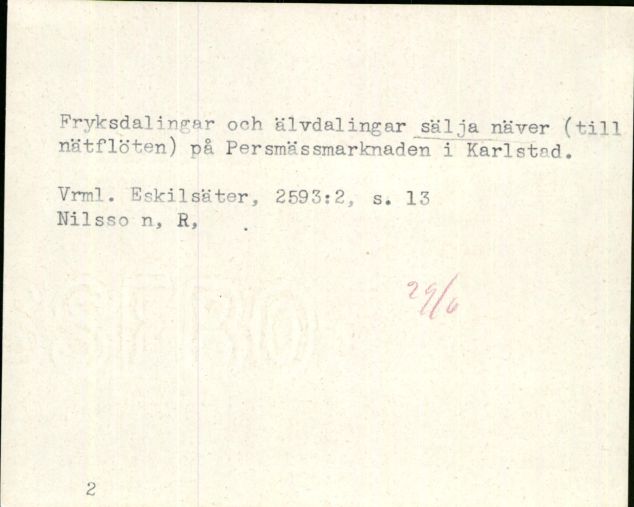 Fryksdalingar och älvdalingar sälja näver (till
nätflöten) på Persmässmarknaden i Karlstad.
Vrml. Eskilsäter, 2593:2, s. 13
Nilsso n, R,
29/6
2